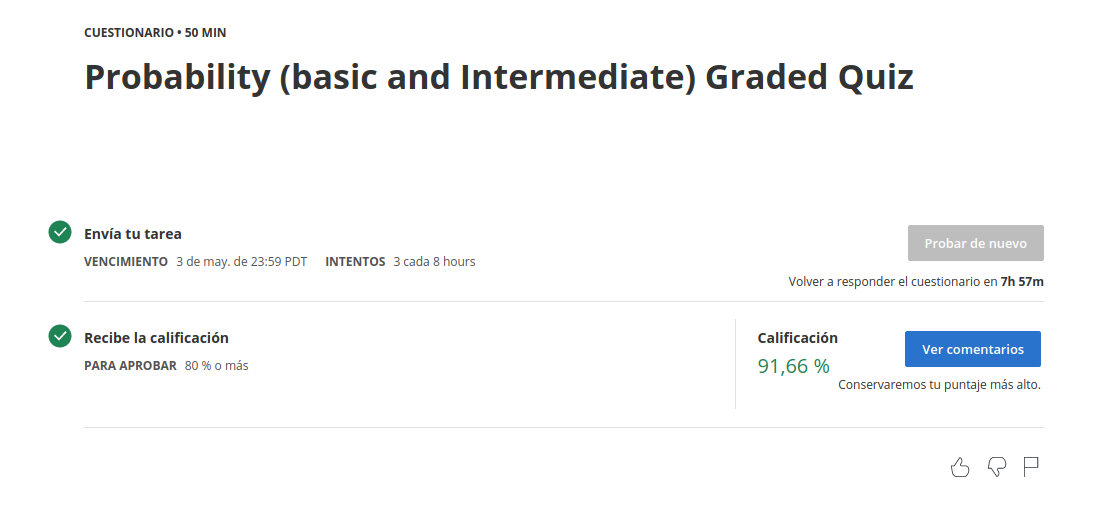 CUESTIONARIO • 50 MIN
Probability (basic and Intermediate) Graded Quiz
Envía tu tarea
VENCIMIENTO 3 de may. de 23:59 PDT INTENTOS 3 cada 8 hours
Probar de nuevo
Volver a responder el cuestionario en 7h 57m
Recibe la calificación
PARA APROBAR 80 % o más
Calificación
91,66 %
Ver comentarios
Conservaremos tu puntaje más alto.